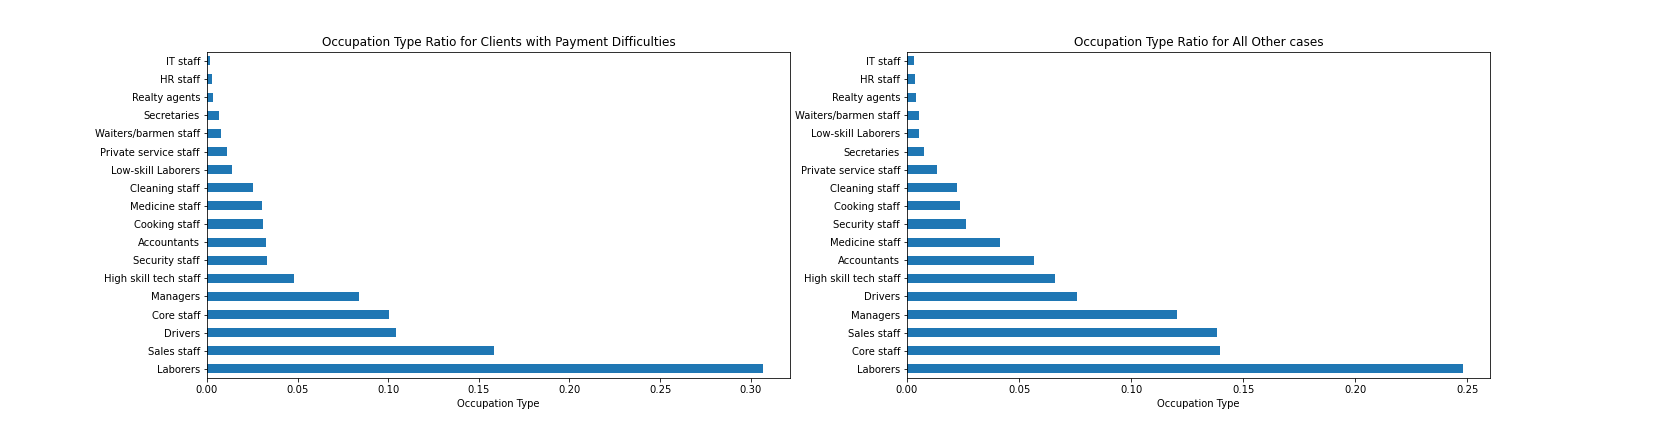 Occupation Type Ratio for Clients with Payment Difficulties
IT staff
HR staff
Realty agents
Secretaries
Waiters/barmen staff
Private service staff
Low-skill Laborers
Cleaning staff
Medicine staff
Cooking staff
Accountants
Security staff
High skill tech staff
Managers
Core staff
Drivers
Sales staff
Laborers
0.00 0.05 0.10 0.15 0.20 0.25 0.30
Occupation Type
Occupation Type Ratio for All Other cases
IT staff
HR staff
Realty agents
Waiters/barmen staff
Low-skill Laborers
Secretaries
Private service staff
Cleaning staff
Cooking staff
Security staff
Medicine staff
Accountants
High skill tech staff
Drivers
Managers
Sales staff
Core staff
Laborers
0.00 0.05 0.10 0.15 0.20 0.25
Occupation Type